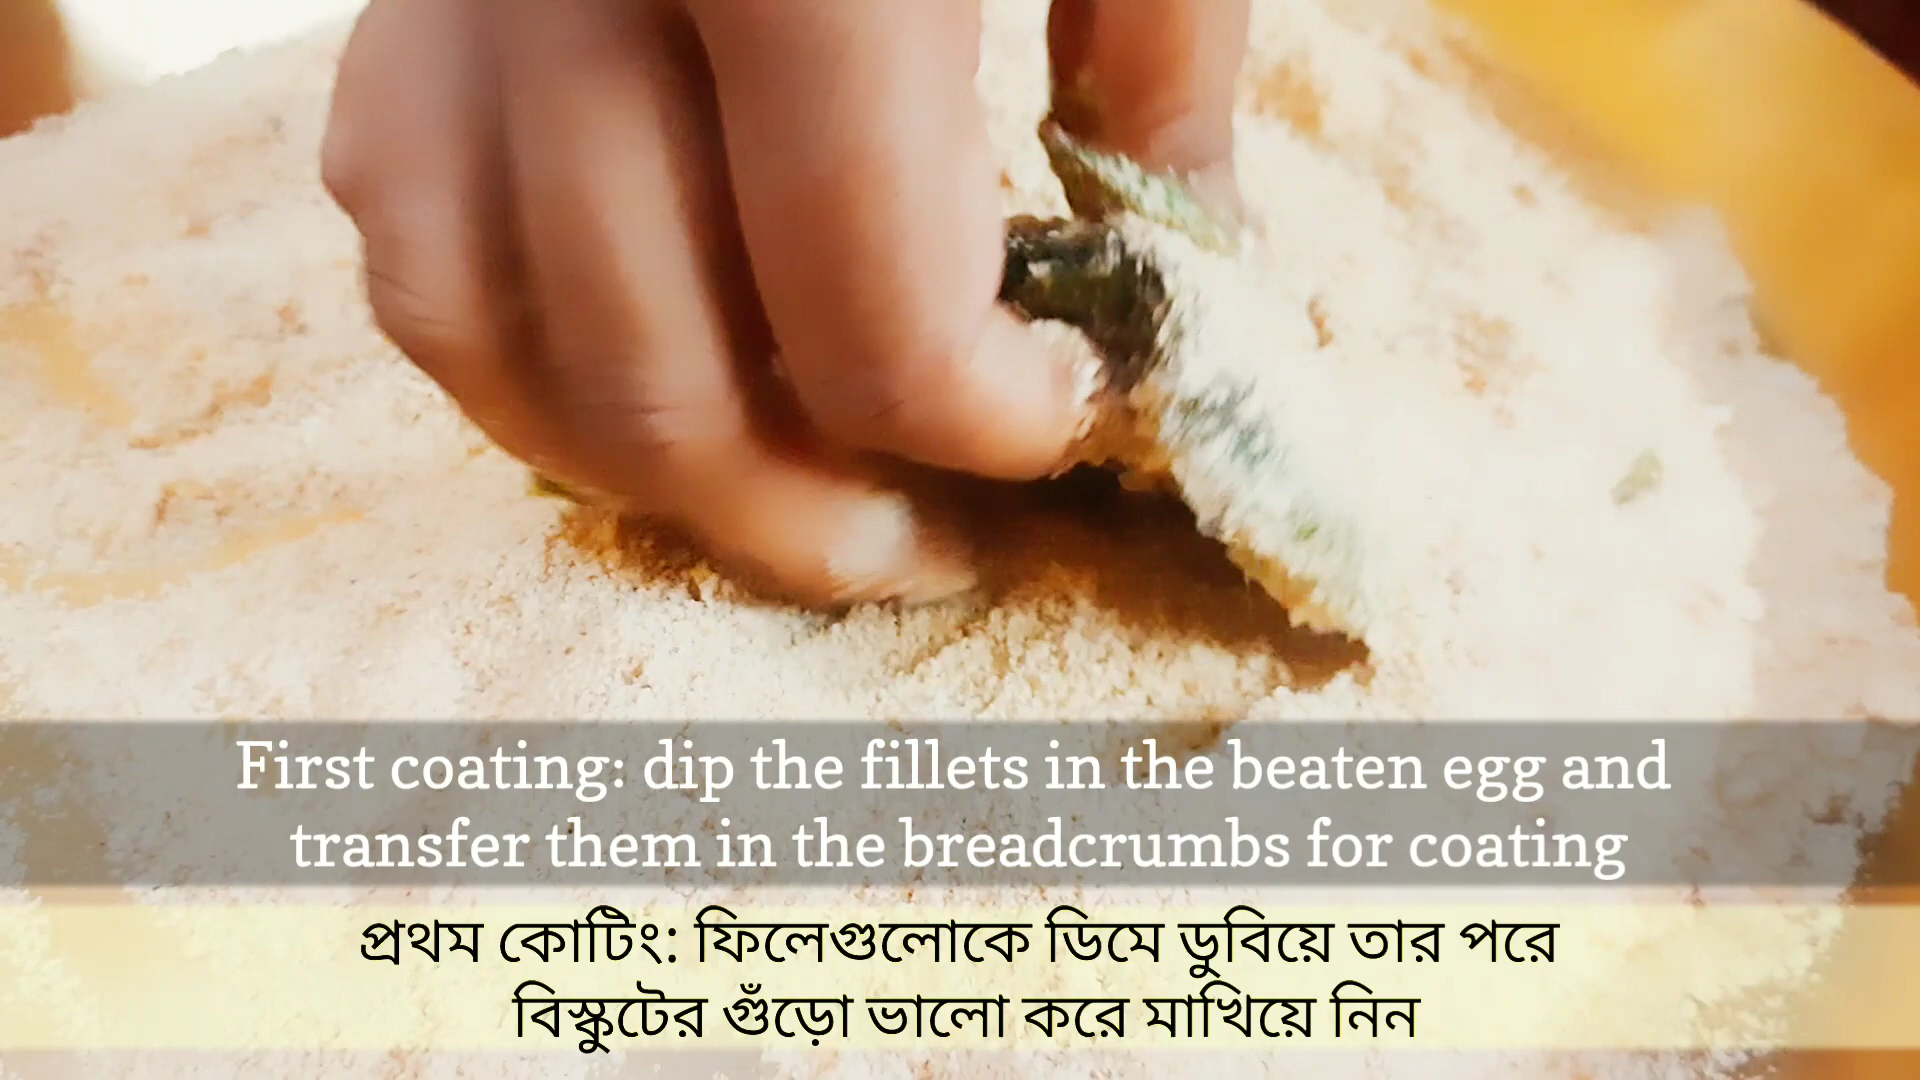 First coating: dip the fillets in the beaten egg and
transfer them in the breadcrumbs for coating
প্রথম কোটিং: ফিলেগুলোকে ডিমে ডুবিয়ে তার পরে
বিস্কুটের গুঁড়ো ভালো করে মাখিয়ে নিন